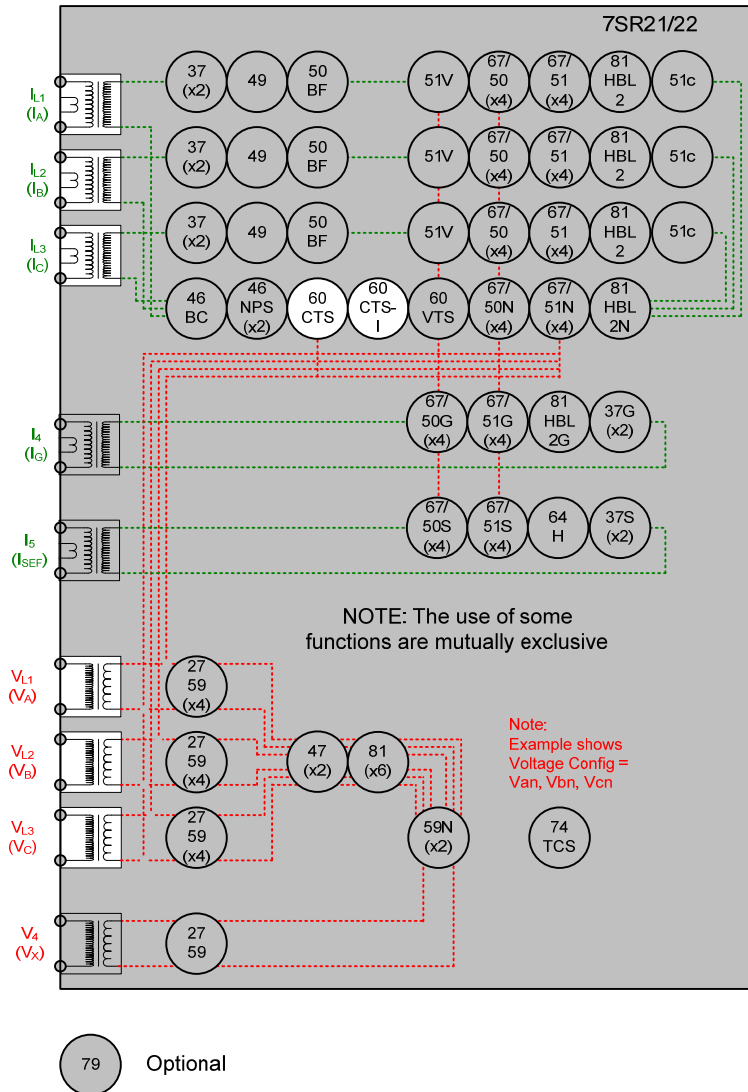 7SR21/22
IL1
(IA)
37
(x2)
49
50
BF
51V
67/
50
(x4)
67/
51
(x4)
81
HBL
2
51c
IL2
(IB)
37
(x2)
49
50
BF
51V
67/
50
(x4)
67/
51
(x4)
81
HBL
2
51c
IL3
(IC)
37
(x2)
49
50
BF
51V
67/
50
(x4)
67/
51
(x4)
81
HBL
2
51c
46
BC
46
NPS
(x2)
60
CTS
60
CTS-
I
60
VTS
67/
50N
(x4)
67/
51N
(x4)
81
HBL
2N
I4
(IG)
67/
50G
(x4)
67/
51G
(x4)
81
HBL
2G
37G
(x2)
I5
(ISEF)
67/
50S
(x4)
67/
51S
(x4)
64
H
37S
(x2)
NOTE: The use of some
functions are mutually exclusive
VL1
(VA)
27
59
(x4)
VL2
(VB)
27
59
(x4)
47
(x2)
81
(x6)
Note:
Example shows
Voltage Config =
Van, Vbn, Vcn
VL3
(VC)
27
59
(x4)
59N
(x2)
74
TCS
V4
(VX)
27
59
79
Optional